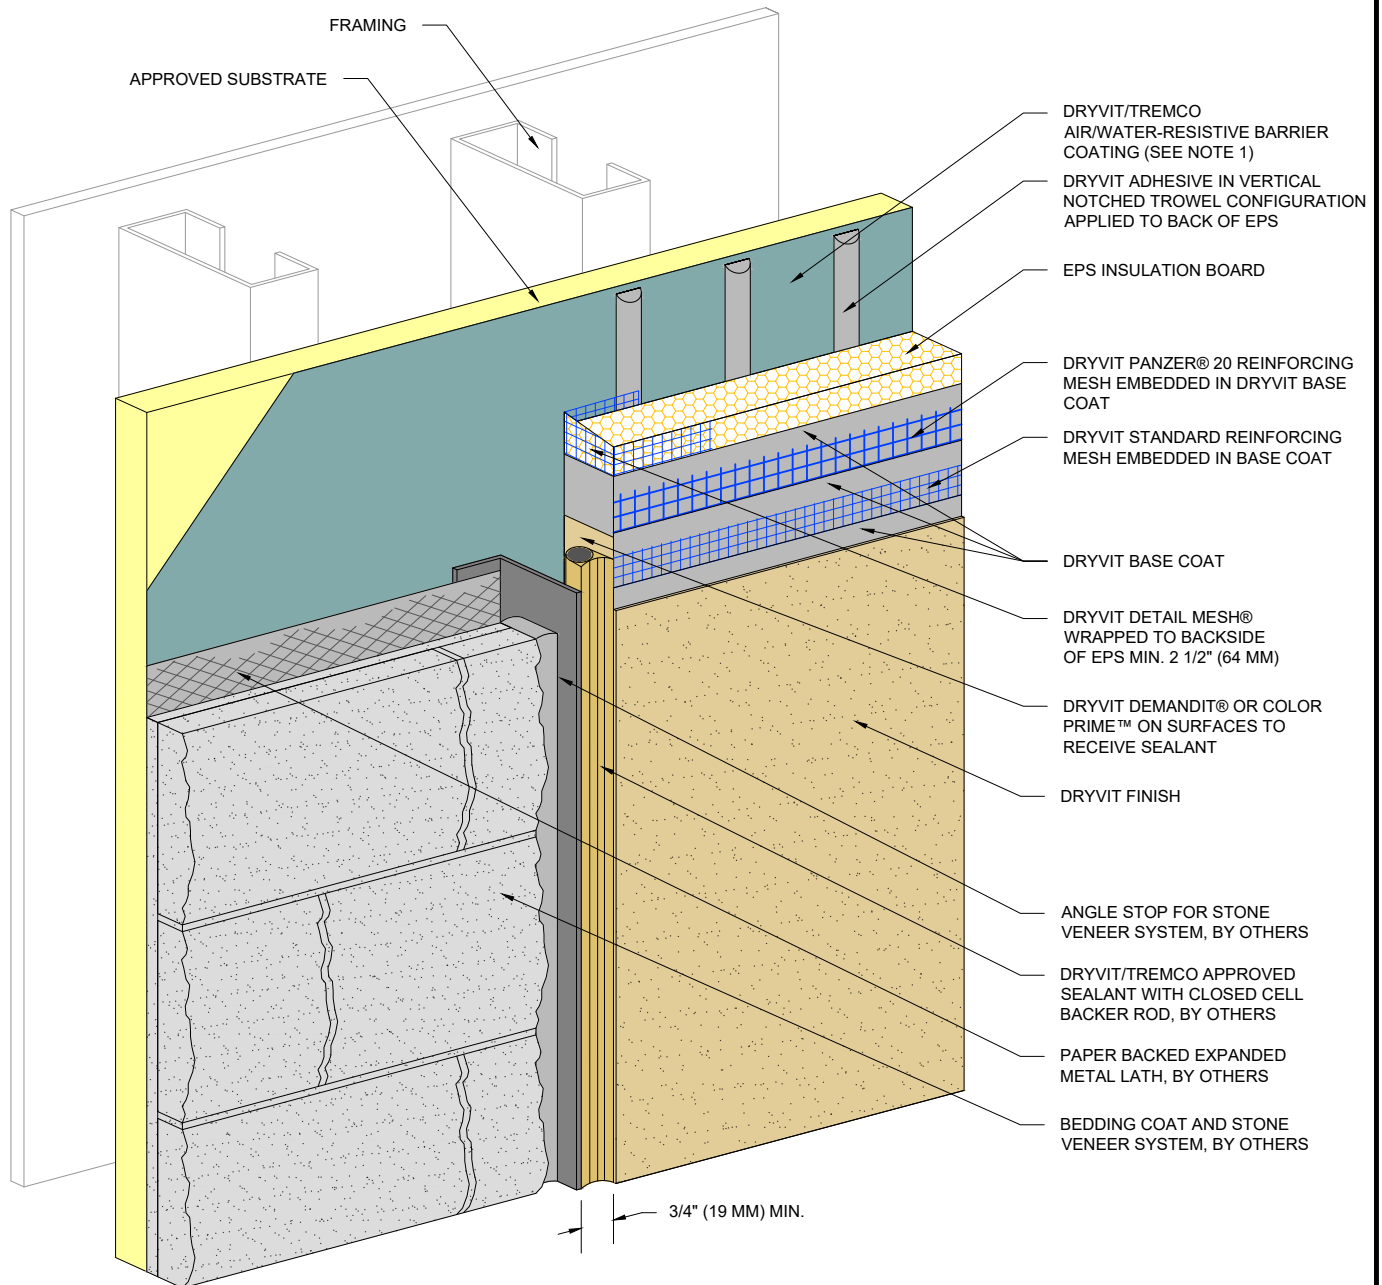 FRAMING
APPROVED SUBSTRATE
DRYVIT/TREMCO
AIR/WATER-RESISTIVE BARRIER
COATING (SEE NOTE 1)
DRYVIT ADHESIVE IN VERTICAL
NOTCHED TROWEL CONFIGURATION
APPLIED TO BACK OF EPS
EPS INSULATION BOARD
DRYVIT PANZER® 20 REINFORCING
MESH EMBEDDED IN DRYVIT BASE
COAT
DRYVIT STANDARD REINFORCING
MESH EMBEDDED IN BASE COAT
DRYVIT BASE COAT
DRYVIT DETAIL MESH®
WRAPPED TO BACKSIDE
OF EPS MIN. 2 1/2" (64 MM)
DRYVIT DEMANDIT® OR COLOR
PRIME™ ON SURFACES TO
RECEIVE SEALANT
DRYVIT FINISH
ANGLE STOP FOR STONE
VENEER SYSTEM, BY OTHERS
DRYVIT/TREMCO APPROVED
SEALANT WITH CLOSED CELL
BACKER ROD, BY OTHERS
PAPER BACKED EXPANDED
METAL LATH, BY OTHERS
BEDDING COAT AND STONE
VENEER SYSTEM, BY OTHERS
3/4" (19 MM) MIN.